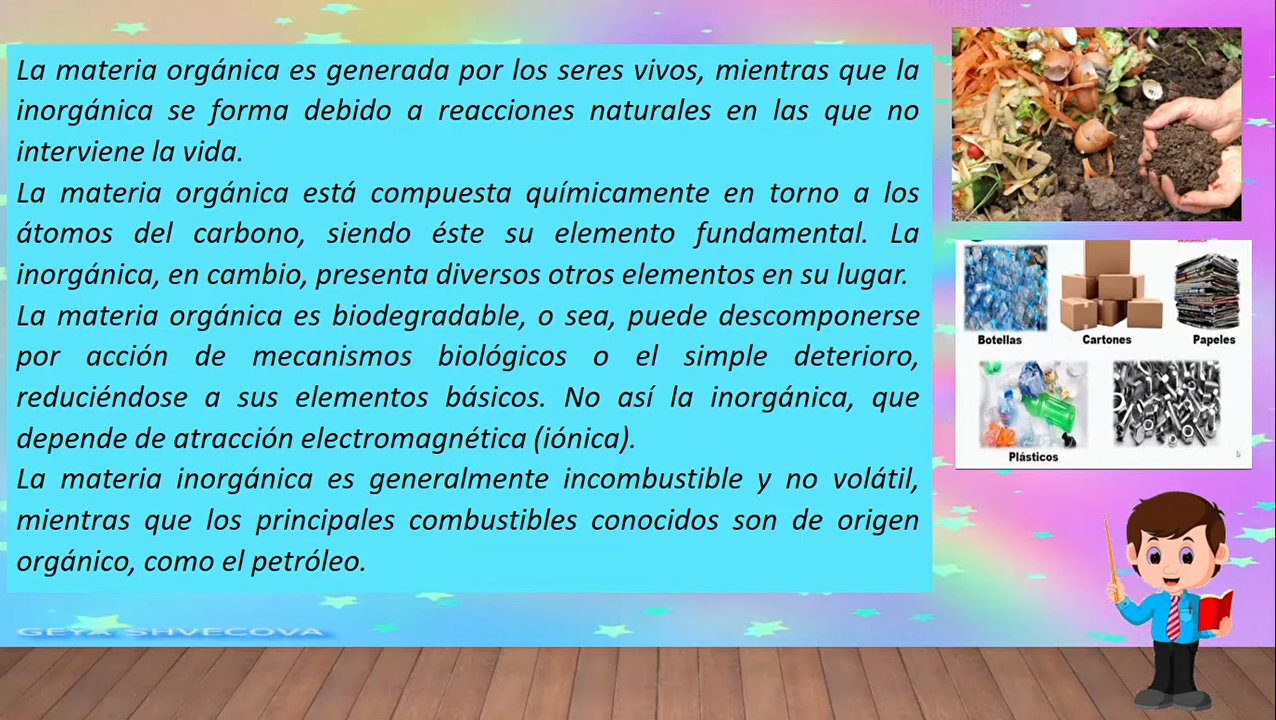 La materia orgánica es generada por los seres vivos, mientras que la
inorgánica se forma debido a reacciones naturales en las que no
interviene la vida.
La materia orgánica está compuesta químicamente en torno a los
átomos del carbono, siendo éste su elemento fundamental. La
inorgánica, en cambio, presenta diversos otros elementos en su lugar.
La materia orgánica es biodegradable, o sea, puede descomponerse
por acción de mecanismos biológicos o el simple deterioro,
reduciéndose a sus elementos básicos. No así la inorgánica, que
depende de atracción electromagnética (iónica).
La materia inorgánica es generalmente incombustible y no volátil,
mientras que los principales combustibles conocidos son de origen
orgánico, como el petróleo.
Botellas
Cartones
Papeles
Plásticos
GEYA SHVECOVA